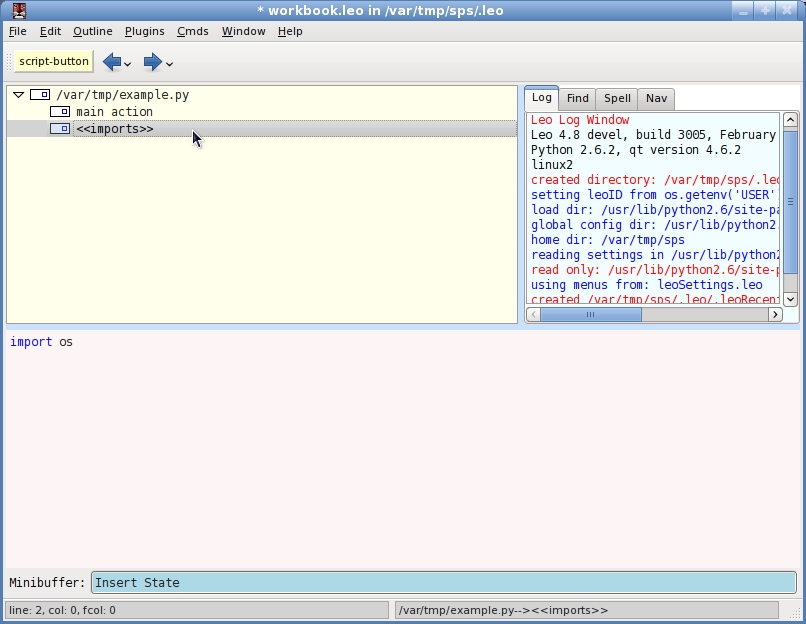 * workbook.leo in /var/tmp/sps/.leo
File Edit Outline Plugins Cmds Window Help
script-button
/var/tmp/example.py
main action
<<imports>>
Log Find Spell Nav
Leo Log Window
Leo 4.8 devel, build 3005, February
Python 2.6.2, qt version 4.6.2
linux2
created directory: /var/tmp/sps/.leo
setting leoID from os.getenv('USER'
load dir: /usr/lib/python2.6/site-pa
global config dir: /usr/lib/python2.
home dir: /var/tmp/sps
reading settings in /usr/lib/python2
read only: /usr/lib/python2.6/site-p
using menus from: leoSettings.leo
created /var/tmp/sps/.leo/.leoRecent
import os
Minibuffer: Insert State
line: 2, col: 0, fcol: 0
/var/tmp/example.py--><<imports>>